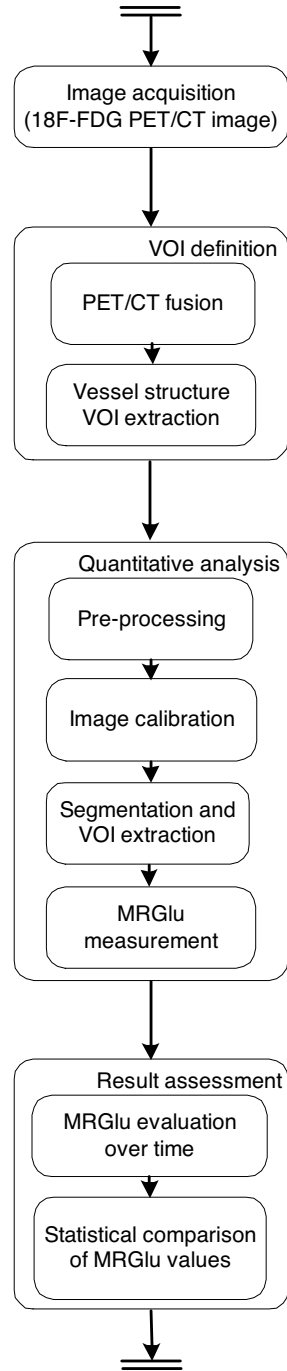 Image acquisition
(18F-FDG PET/CT image)
VOI definition
PET/CT fusion
Vessel structure
VOI extraction
Quantitative analysis
Pre-processing
Image calibration
Segmentation and
VOI extraction
MRGlu
measurement
Result assessment
MRGlu evaluation
over time
Statistical comparison
of MRGlu values